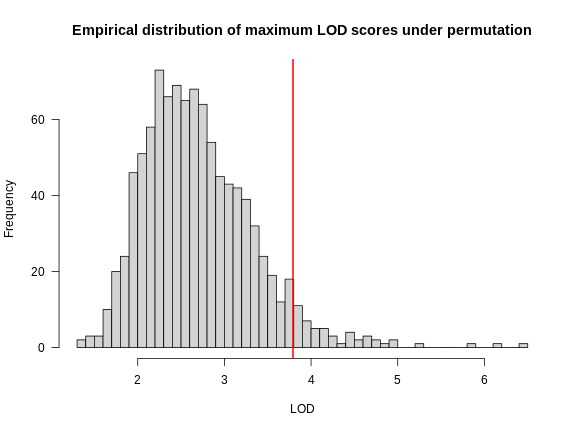 Empirical distribution of maximum LOD scores under permutation
Frequency
60
40
20
0
2 3 4 5 6
LOD